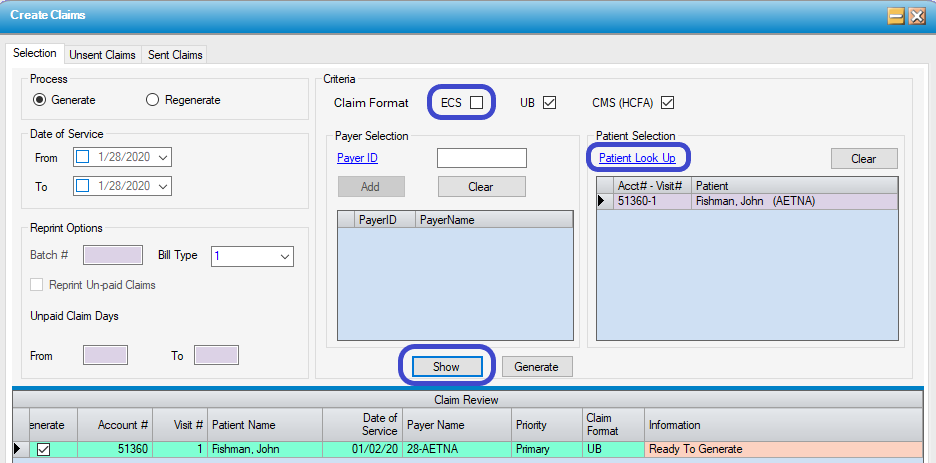 Create Claims
Selection Unsent Claims Sent Claims
Process
Generate Regenerate
Date of Service
From 1/28/2020
To 1/28/2020
Reprint Options
Batch # Bill Type 1
Reprint Un-paid Claims
Unpaid Claim Days
From To
Criteria
Claim Format ECS UB CMS (HCFA)
Payer Selection
Payer ID
Add Clear
PayerID PayerName
Patient Selection
Patient Look Up Clear
Acct# - Visit# Patient
51360-1 Fishman, John (AETNA)
Show Generate
Claim Review
enerate Account # Visit # Patient Name Date of Service Payer Name Priority Claim Format Information
51360 1 Fishman, John 01/02/20 28-AETNA Primary UB Ready To Generate